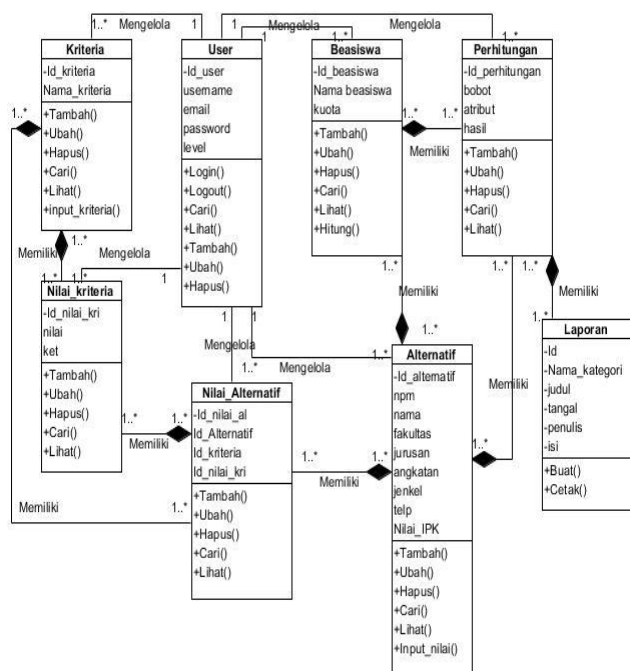 1..* Mengelola 1
1 Mengelola 1..*
1 Mengelola 1..*
Kriteria
-Id_kriteria
Nama_kriteria
+Tambah()
+Ubah()
+Hapus()
+Cari()
+Lihat()
+input_kriteria()
User
-Id_user
username
email
password
level
+Login()
+Logout()
+Cari()
+Lihat()
+Tambah()
+Ubah()
+Hapus()
Beasiswa
-Id_beasiswa
Nama beasiswa
kuota
+Tambah()
+Ubah()
+Hapus()
+Cari()
+Lihat()
+Hitung()
Perhitungan
-Id_perhitungan
bobot
atribut
hasil
+Tambah()
+Ubah()
+Hapus()
+Cari()
+Lihat()
1..*
1..* 1..*
Memiliki
1..*
Memiliki
1..* 1..*
Mengelola
1
1..*
Memiliki
1..*
1..* 1..*
Memiliki
1..*
Nilai_kriteria
-Id_nilai_kri
nilai
ket
+Tambah()
+Ubah()
+Hapus()
+Cari()
+Lihat()
1 1
Mengelola
1..*
Mengelola
1..*
Nilai_Alternatif
-Id_nilai_al
Id_Alternatif
Id_kriteria
Id_nilai_kri
+Tambah()
+Ubah()
+Hapus()
+Cari()
+Lihat()
Alternatif
-Id_alternatif
npm
nama
fakultas
jurusan
angkatan
jenkel
telp
Nilai_IPK
+Tambah()
+Ubah()
+Hapus()
+Cari()
+Lihat()
+Input_nilai()
Laporan
-Id
-Nama_kategori
-judul
-tangal
-penulis
-isi
+Buat()
+Cetak()
Memiliki
1..*
1..* 1..*
Memiliki
1..* 1..*
Memiliki
Memiliki 1..*